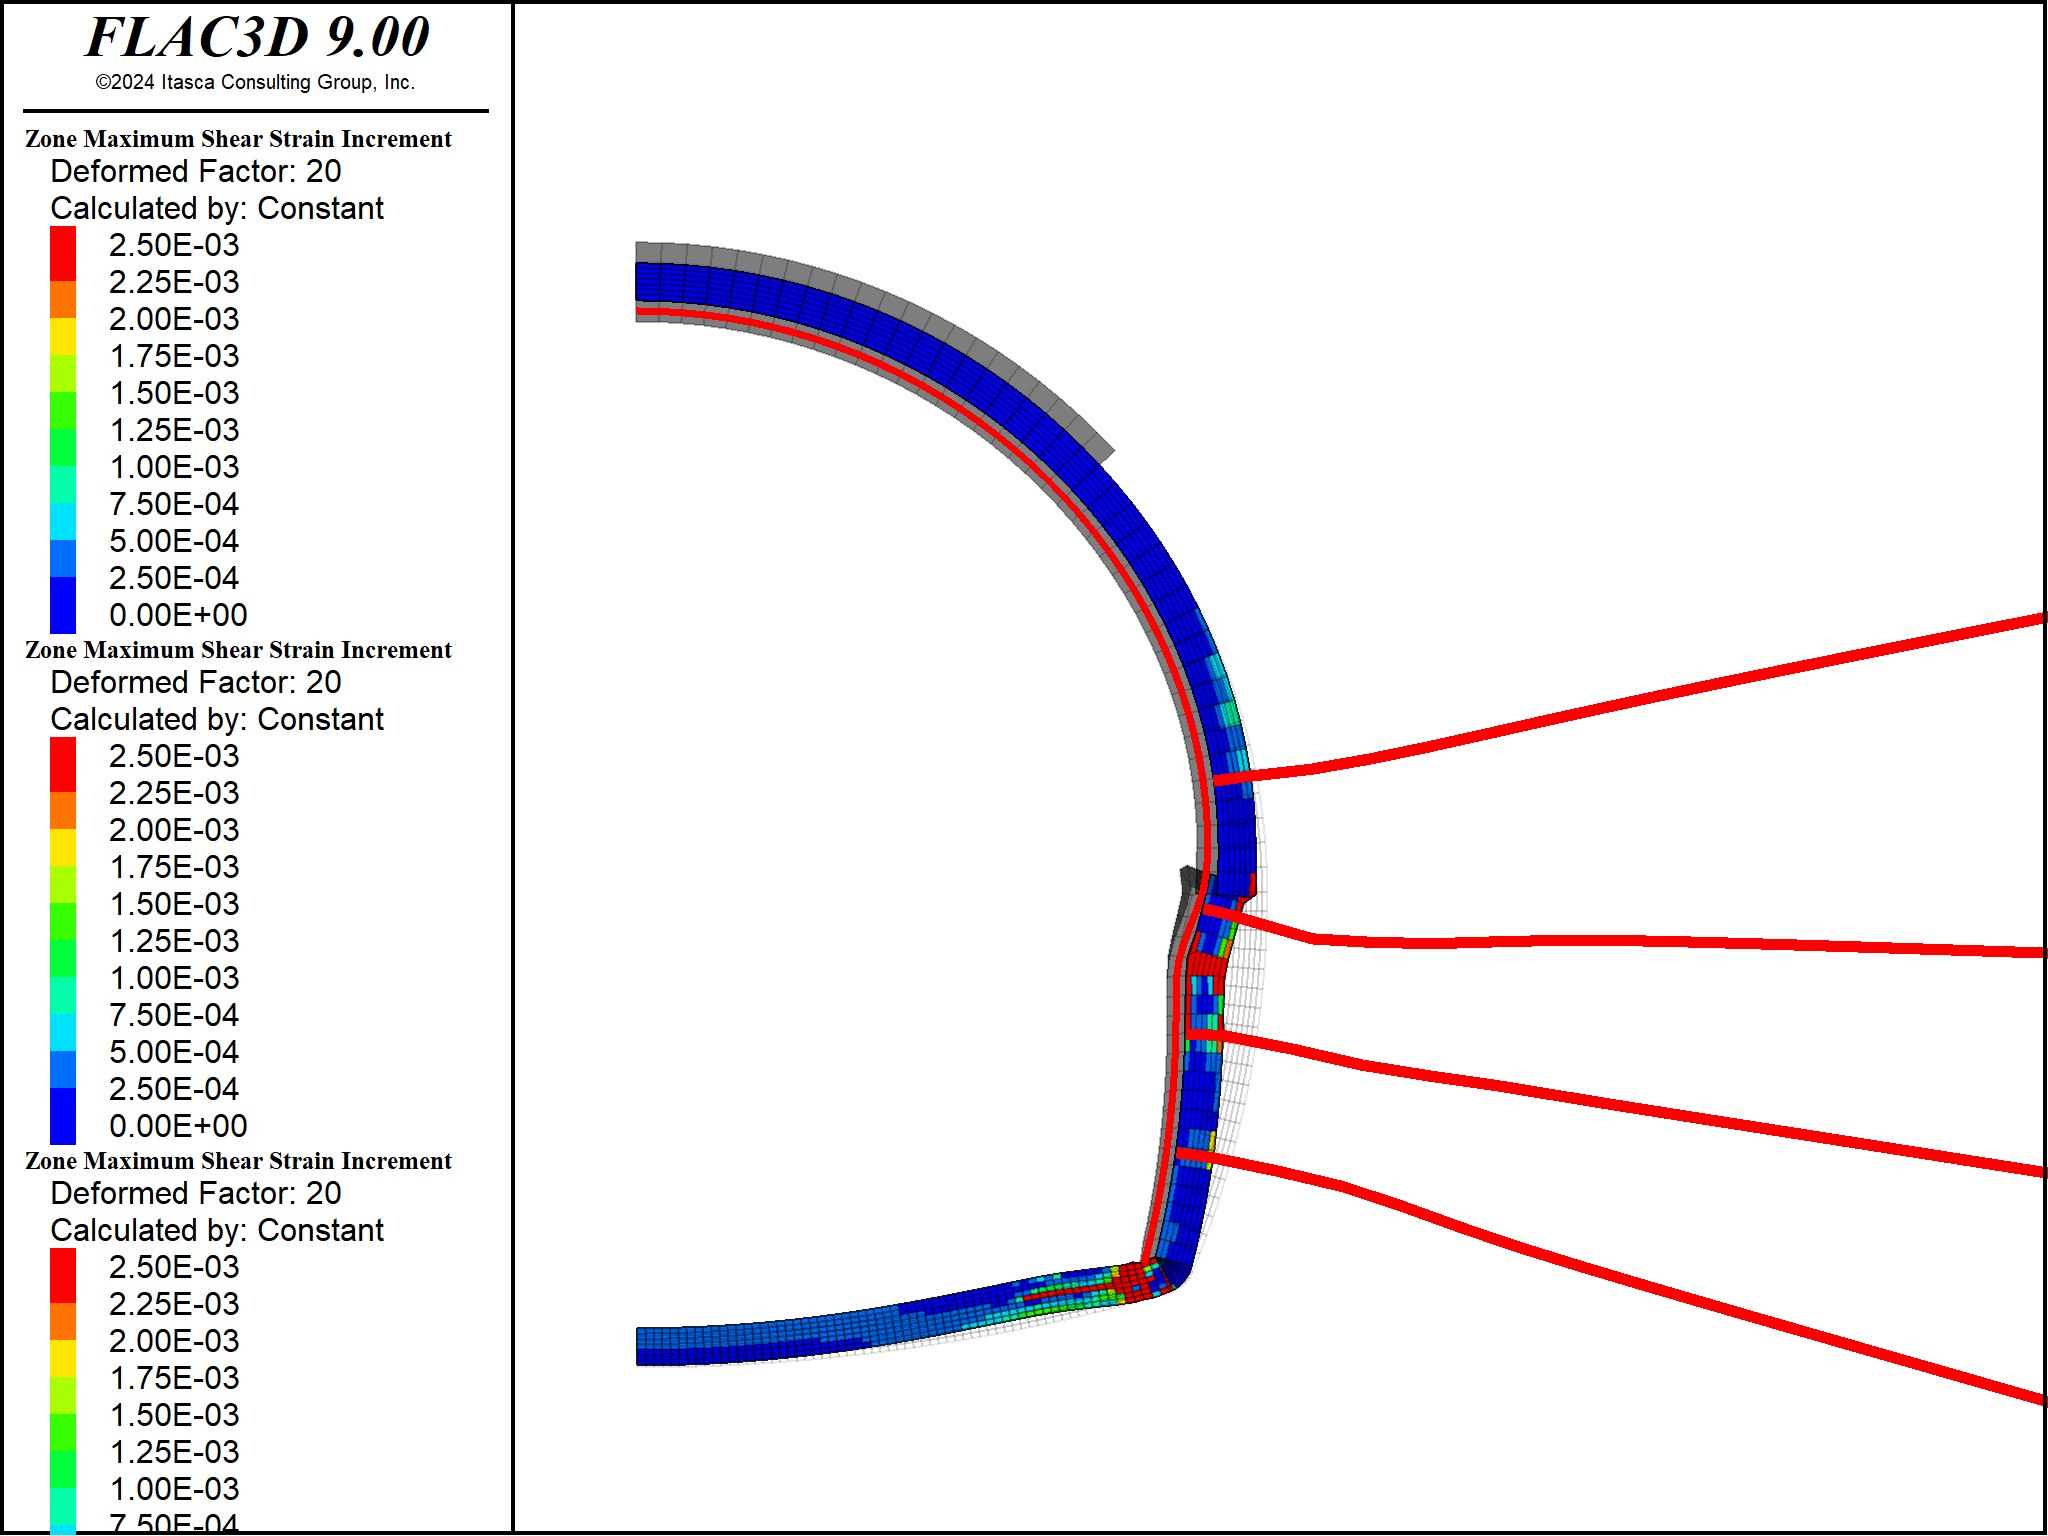 FLAC3D 9.00
©2024 Itasca Consulting Group, Inc.
Zone Maximum Shear Strain Increment
Deformed Factor: 20
Calculated by: Constant
2.50E-03
2.25E-03
2.00E-03
1.75E-03
1.50E-03
1.25E-03
1.00E-03
7.50E-04
5.00E-04
2.50E-04
0.00E+00
Zone Maximum Shear Strain Increment
Deformed Factor: 20
Calculated by: Constant
2.50E-03
2.25E-03
2.00E-03
1.75E-03
1.50E-03
1.25E-03
1.00E-03
7.50E-04
5.00E-04
2.50E-04
0.00E+00
Zone Maximum Shear Strain Increment
Deformed Factor: 20
Calculated by: Constant
2.50E-03
2.25E-03
2.00E-03
1.75E-03
1.50E-03
1.25E-03
1.00E-03
7.50E-04